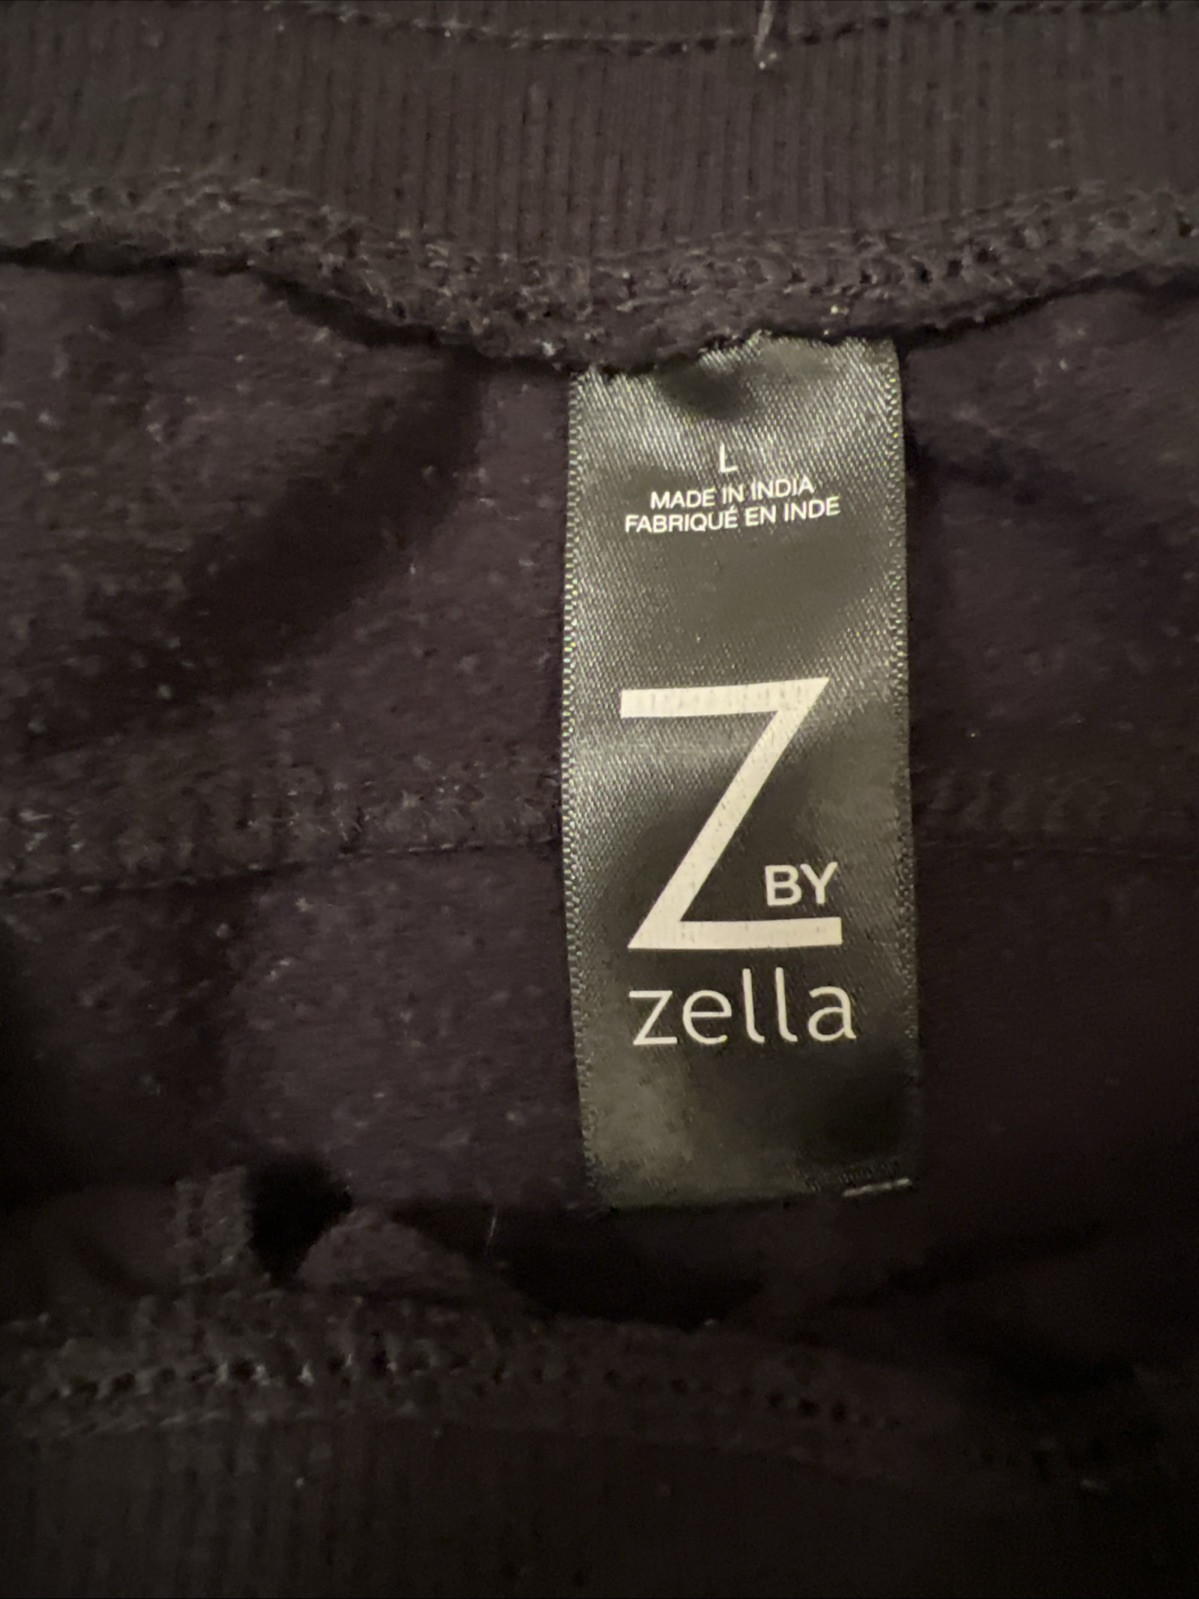 L
MADE IN INDIA
FABRIQUÉ EN INDE
Z BY
zella